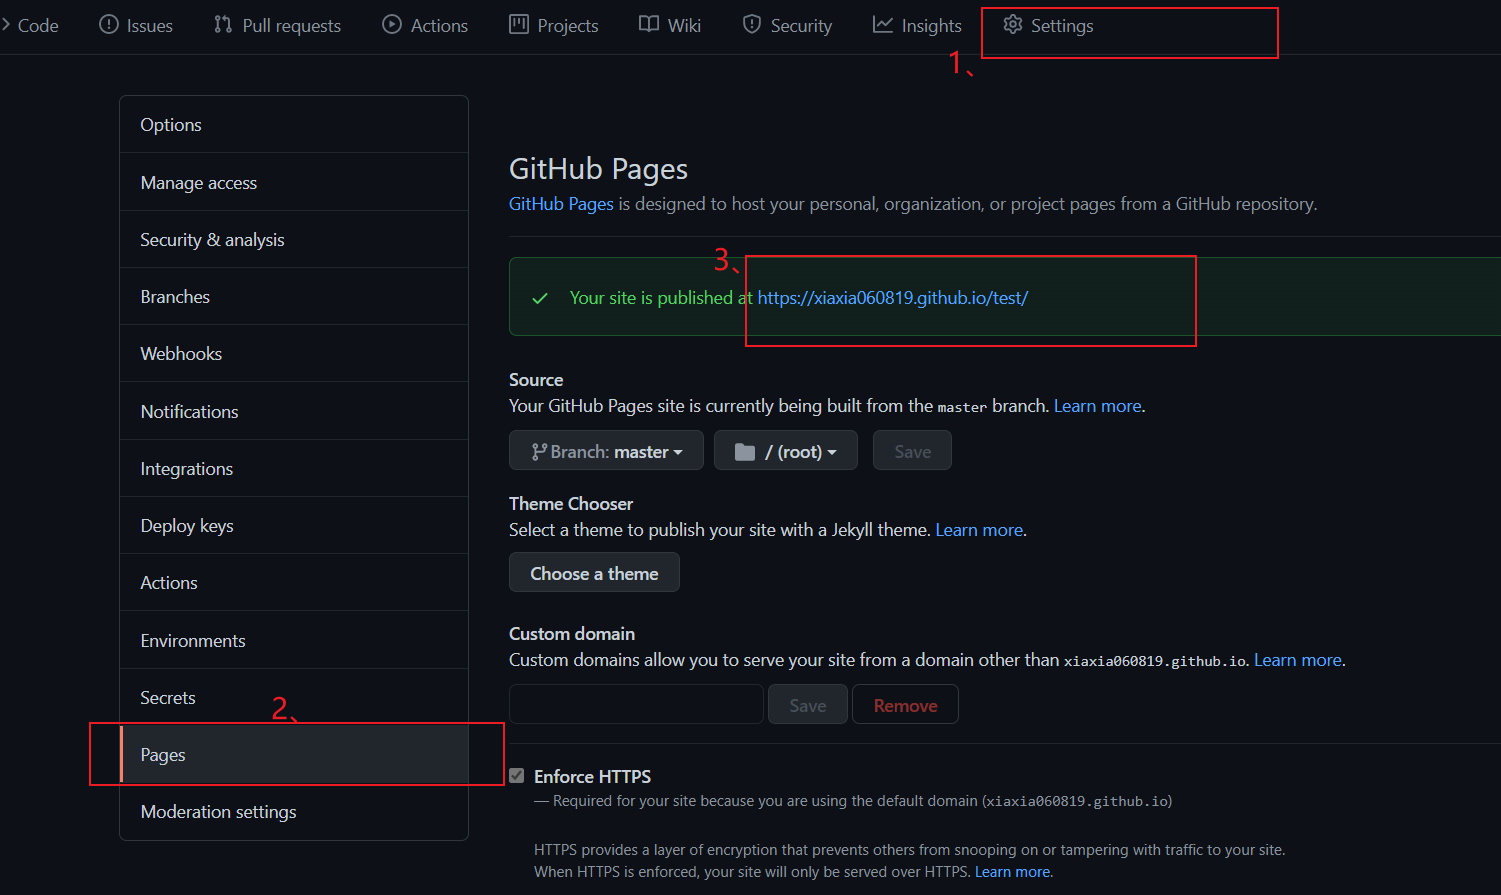 Code Issues Pull requests Actions Projects Wiki Security Insights Settings
1、
Options
Manage access
Security & analysis
Branches
Webhooks
Notifications
Integrations
Deploy keys
Actions
Environments
Secrets
2、
Pages
Moderation settings
GitHub Pages
GitHub Pages is designed to host your personal, organization, or project pages from a GitHub repository.
3、
Your site is published at https://xiaxia060819.github.io/test/
Source
Your GitHub Pages site is currently being built from the master branch. Learn more.
Branch: master / (root) Save
Theme Chooser
Select a theme to publish your site with a Jekyll theme. Learn more.
Choose a theme
Custom domain
Custom domains allow you to serve your site from a domain other than xiaxia060819.github.io. Learn more.
Save Remove
Enforce HTTPS
— Required for your site because you are using the default domain (xiaxia060819.github.io)
HTTPS provides a layer of encryption that prevents others from snooping on or tampering with traffic to your site.
When HTTPS is enforced, your site will only be served over HTTPS. Learn more.